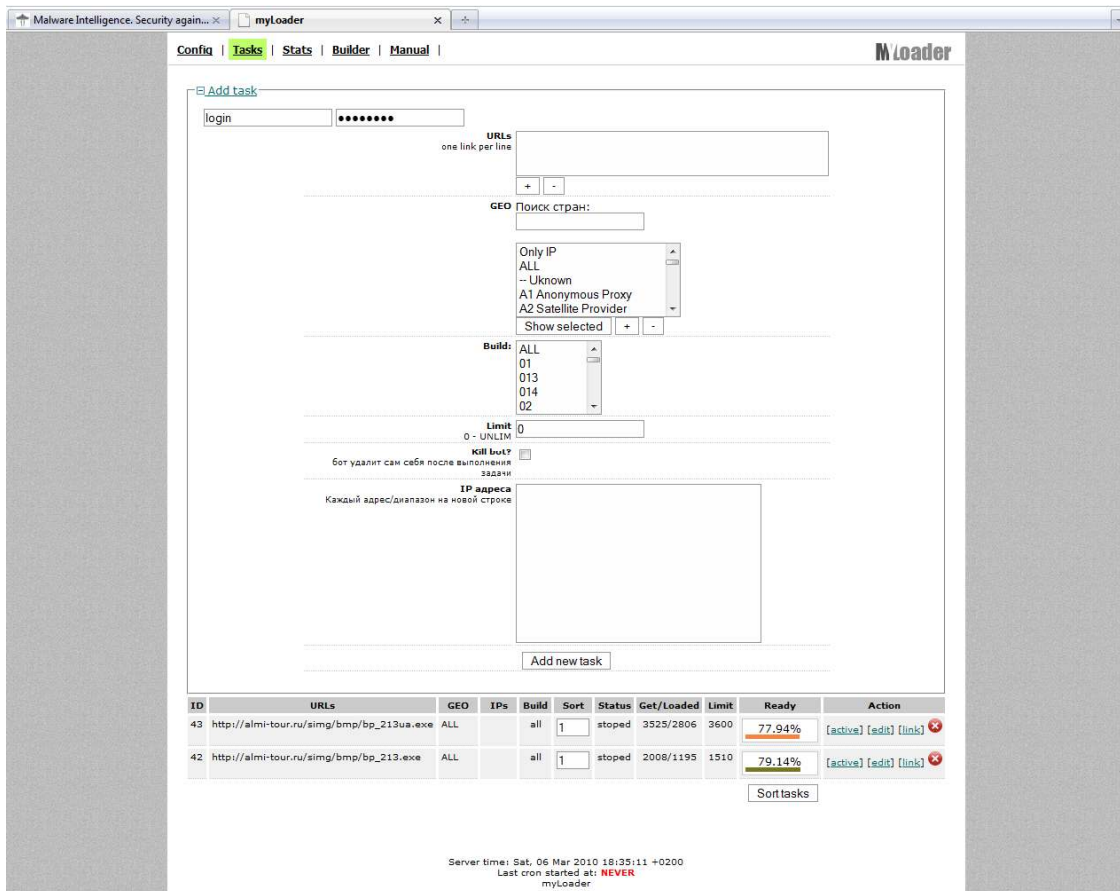 Malware Intelligence. Security again...
myLoader
Config | Tasks | Stats | Builder | Manual |
MyLoader
Add task
login ••••••••
URLs
one link per line
+ -
GEO Поиск стран:
Only IP
ALL
-- Uknown
A1 Anonymous Proxy
A2 Satellite Provider
Show selected + -
Build: ALL
01
013
014
02
Limit 0
0 - UNLIM
Kill bot?
бот удалит сам себя после выполнения
задачи
IP адреса
Каждый адрес/диапазон на новой строке
Add new task
ID URLs GEO IPs Build Sort Status Get/Loaded Limit Ready Action
43 http://almi-tour.ru/simg/bmp/bp_213ua.exe ALL all 1 stoped 3525/2806 3600 77.94% [active] [edit] [link]
42 http://almi-tour.ru/simg/bmp/bp_213.exe ALL all 1 stoped 2008/1195 1510 79.14% [active] [edit] [link]
Sort tasks
Server time: Sat, 06 Mar 2010 18:35:11 +0200
Last cron started at: NEVER
myLoader